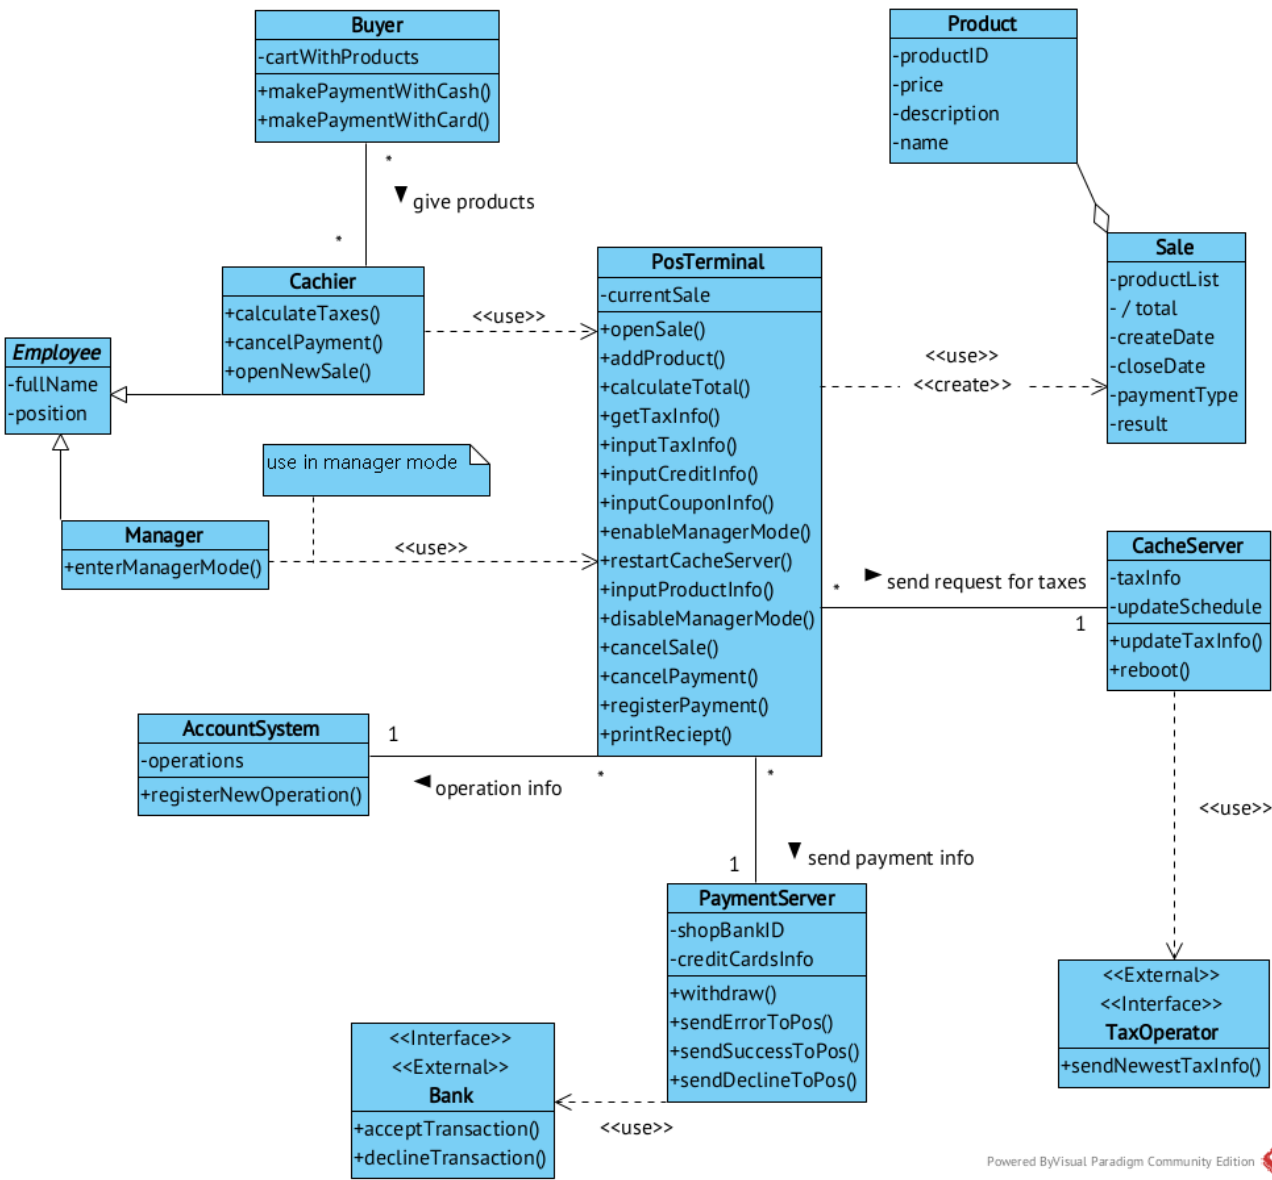 Buyer
-cartWithProducts
+makePaymentWithCash()
+makePaymentWithCard()
*
give products
*
Product
-productID
-price
-description
-name
Cachier
+calculateTaxes()
+cancelPayment()
+openNewSale()
<<use>>
Employee
-fullName
-position
use in manager mode
Manager
+enterManagerMode()
<<use>>
PosTerminal
-currentSale
+openSale()
+addProduct()
+calculateTotal()
+getTaxInfo()
+inputTaxInfo()
+inputCreditInfo()
+inputCouponInfo()
+enableManagerMode()
+restartCacheServer()
+inputProductInfo()
+disableManagerMode()
+cancelSale()
+cancelPayment()
+registerPayment()
+printReciept()
<<use>>
<<create>>
Sale
-productList
- / total
-createDate
-closeDate
-paymentType
-result
*
send request for taxes
1
CacheServer
-taxInfo
-updateSchedule
+updateTaxInfo()
+reboot()
AccountSystem
-operations
+registerNewOperation()
1
*
operation info
*
send payment info
1
<<use>>
PaymentServer
-shopBankID
-creditCardsInfo
+withdraw()
+sendErrorToPos()
+sendSuccessToPos()
+sendDeclineToPos()
<<Interface>>
<<External>>
Bank
+acceptTransaction()
+declineTransaction()
<<use>>
<<External>>
<<Interface>>
TaxOperator
+sendNewestTaxInfo()
Powered ByVisual Paradigm Community Edition